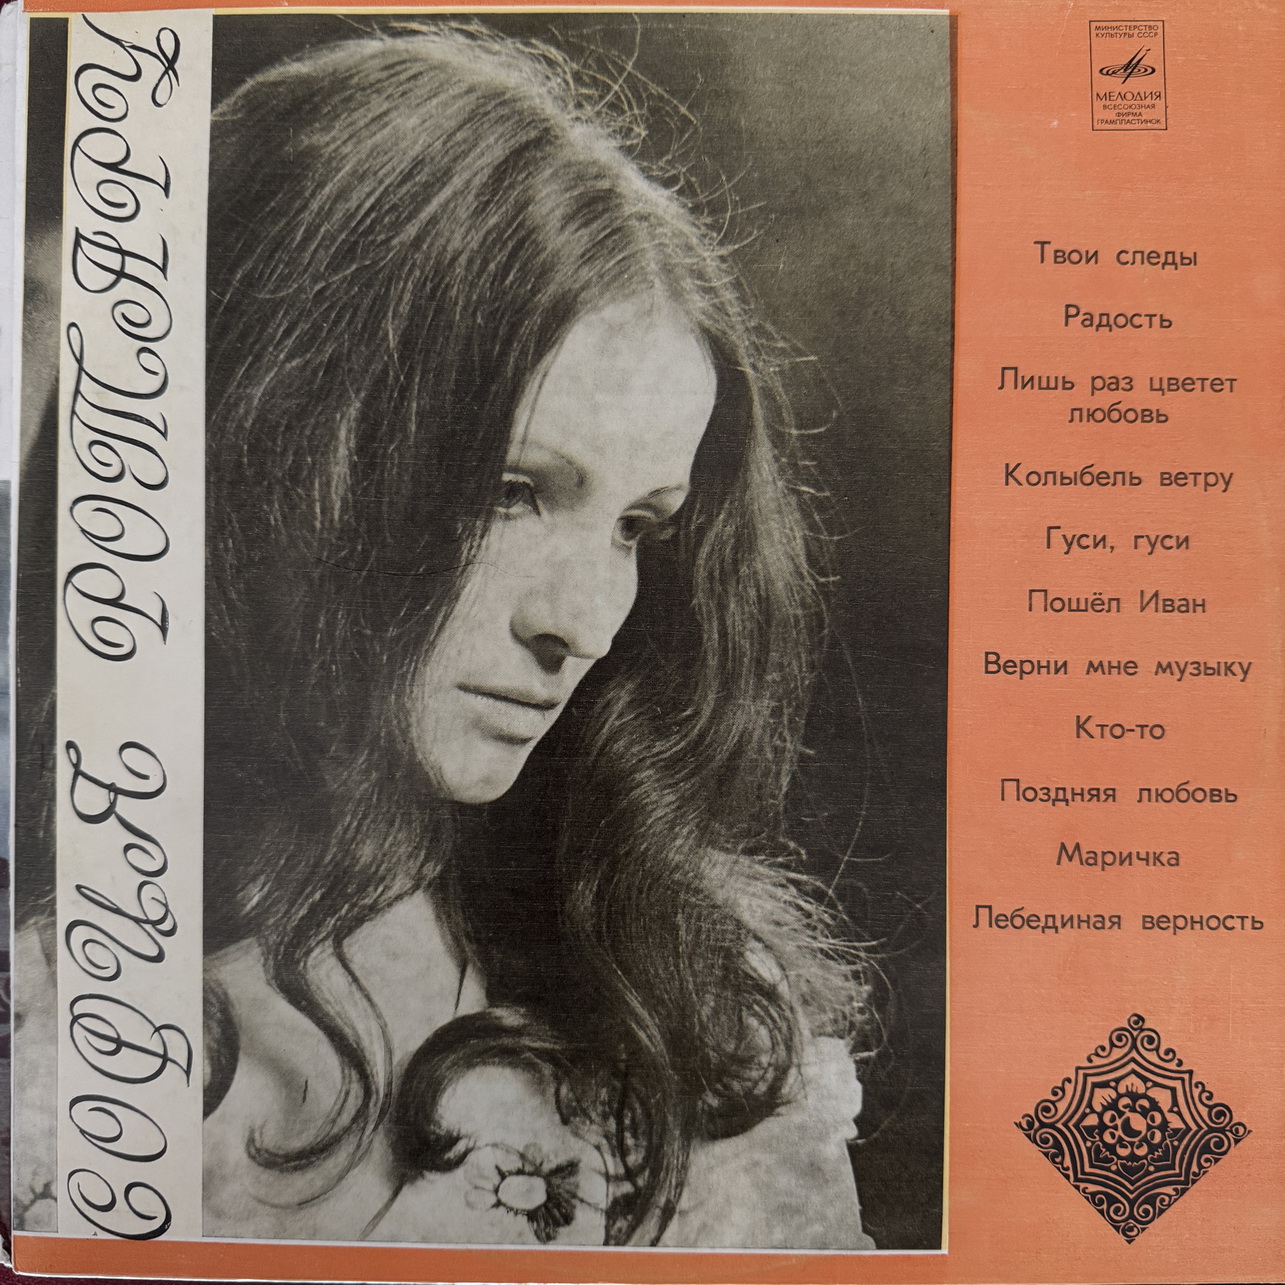 СОФИЯ РОТАРУ
МИНИСТЕРСТВО
КУЛЬТУРЫ СССР
МЕЛОДИЯ
ВСЕСОЮЗНАЯ
ФИРМА
ГРАМПЛАСТИНОК
Твои следы
Радость
Лишь раз цветет
любовь
Колыбель ветру
Гуси, гуси
Пошёл Иван
Верни мне музыку
Кто-то
Поздняя любовь
Маричка
Лебединая верность